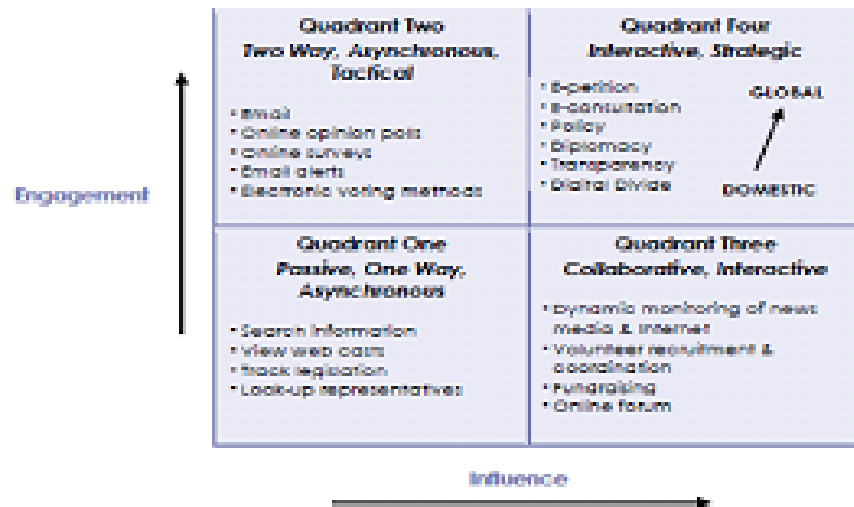 Quadrant Two
Two Way, Asynchronous,
Tactical
• Email
• Online opinion polls
• Online surveys
• Email alerts
• Electronic voting methods
Quadrant Four
Interactive, Strategic
• E-petition
• E-consultation
• Policy
• Diplomacy
• Transparency
• Digital Divide
GLOBAL
DOMESTIC
Engagement
Quadrant One
Passive, One Way,
Asynchronous
• Search information
• View web casts
• Track legislation
• Look-up representatives
Quadrant Three
Collaborative, Interactive
• Dynamic monitoring of news
media & Internet
• Volunteer recruitment &
coordination
• Fundraising
• Online forum
Influence